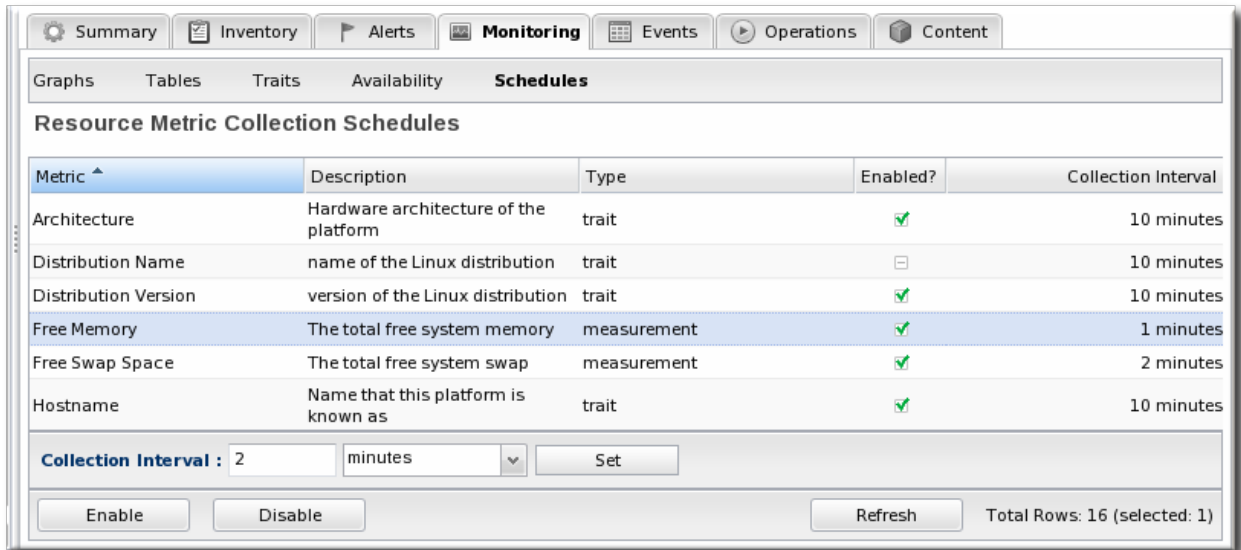 Summary Inventory Alerts Monitoring Events Operations Content
Graphs Tables Traits Availability Schedules
Resource Metric Collection Schedules
Metric Description Type Enabled? Collection Interval
Architecture Hardware architecture of the platform trait 10 minutes
Distribution Name name of the Linux distribution trait 10 minutes
Distribution Version version of the Linux distribution trait 10 minutes
Free Memory The total free system memory measurement 1 minutes
Free Swap Space The total free system swap measurement 2 minutes
Hostname Name that this platform is known as trait 10 minutes
Collection Interval : 2 minutes Set
Enable Disable Refresh Total Rows: 16 (selected: 1)